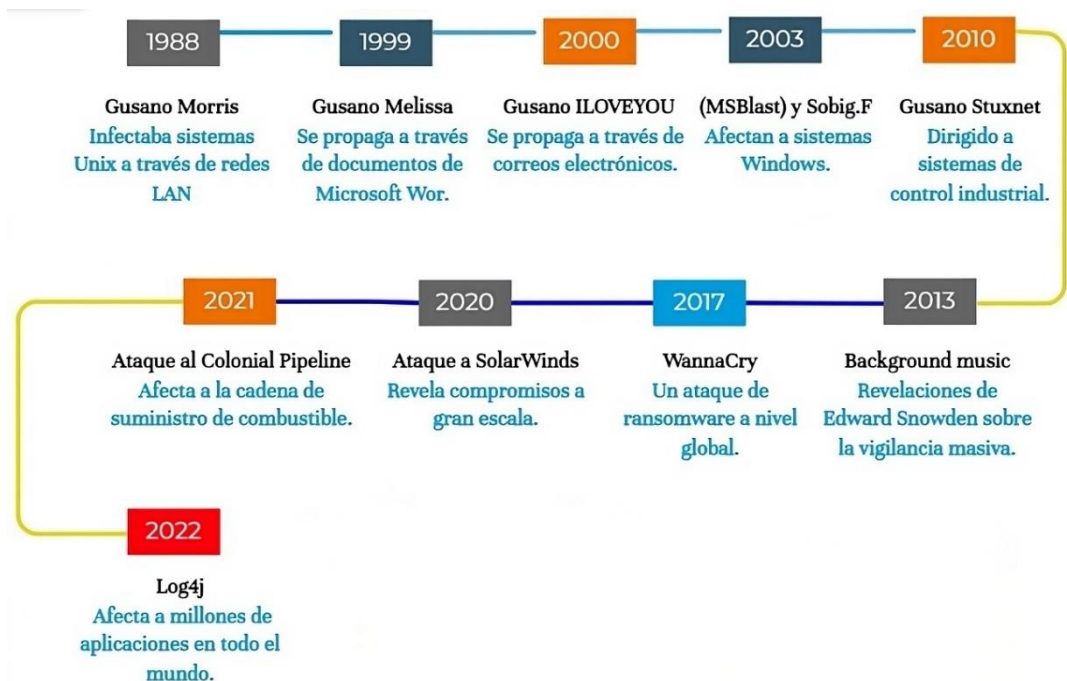 1988
Gusano Morris
Infectaba sistemas
Unix a través de redes
LAN
1999
Gusano Melissa
Se propaga a través
de documentos de
Microsoft Wor.
2000
Gusano ILOVEYOU
Se propaga a través de
correos electrónicos.
2003
(MSBlast) y Sobig.F
Afectan a sistemas
Windows.
2010
Gusano Stuxnet
Dirigido a
sistemas de
control industrial.
2013
Background music
Revelaciones de
Edward Snowden sobre
la vigilancia masiva.
2017
WannaCry
Un ataque de
ransomware a nivel
global.
2020
Ataque a SolarWinds
Revela compromisos a
gran escala.
2021
Ataque al Colonial Pipeline
Afecta a la cadena de
suministro de combustible.
2022
Log4j
Afecta a millones de
aplicaciones en todo el
mundo.